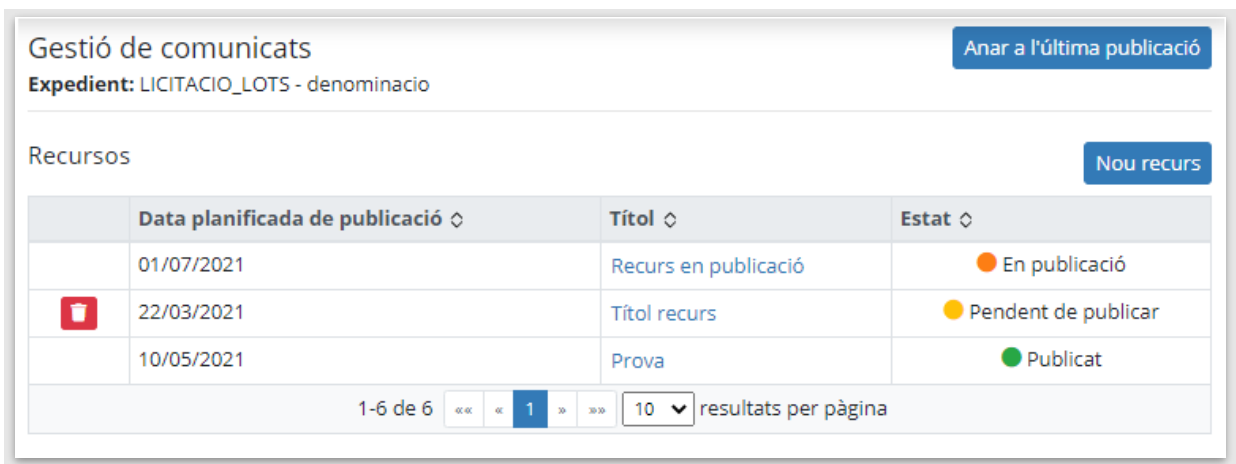 Gestió de comunicats
Anar a l'última publicació
Expedient: LICITACIO_LOTS - denominacio
Recursos
Nou recurs
Data planificada de publicació Títol Estat
01/07/2021 Recurs en publicació En publicació
22/03/2021 Títol recurs Pendent de publicar
10/05/2021 Prova Publicat
1-6 de 6 «« « 1 » »» 10 resultats per pàgina